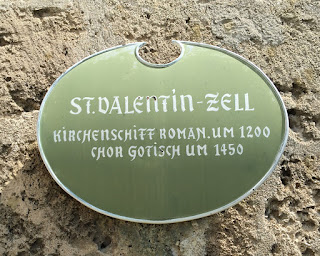 ST. VALENTIN-ZELL
KIRCHENSCHIFF ROMAN. UM 1200
CHOR GOTISCH UM 1450